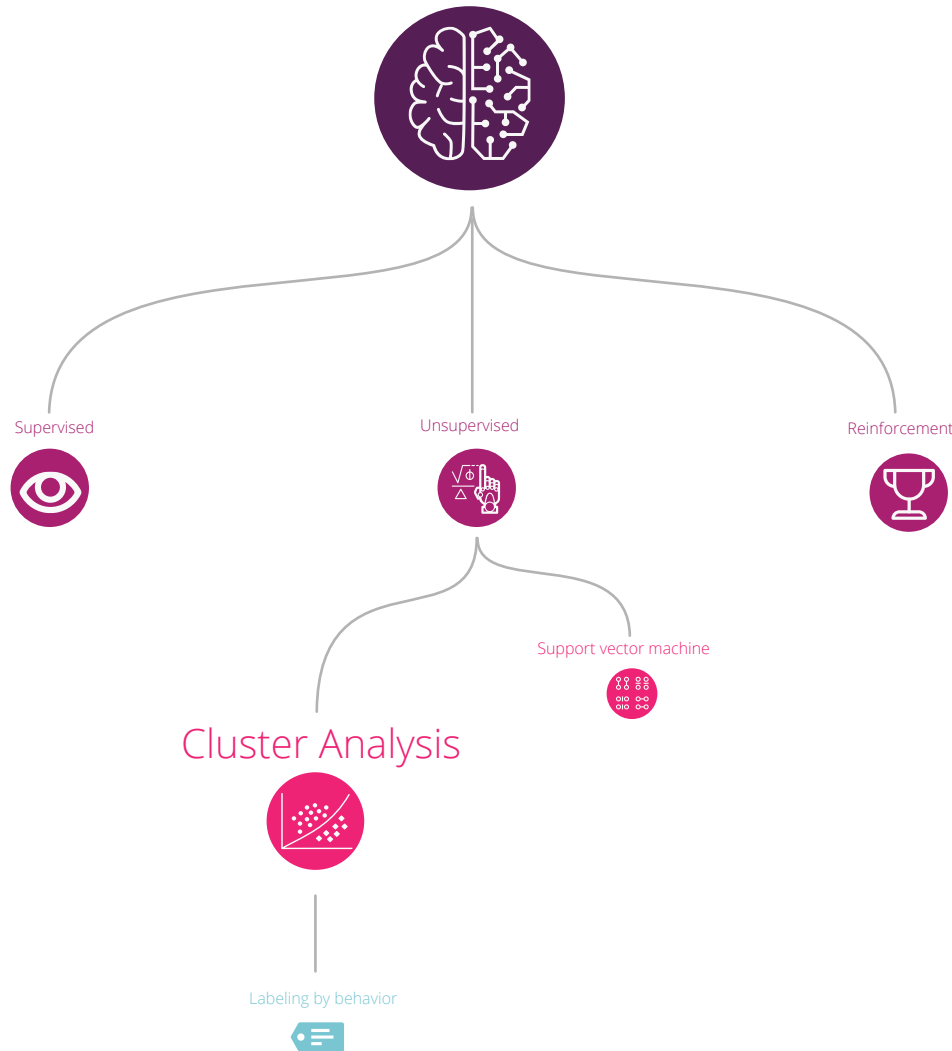 Supervised
Unsupervised
Reinforcement
Support vector machine
Cluster Analysis
Labeling by behavior